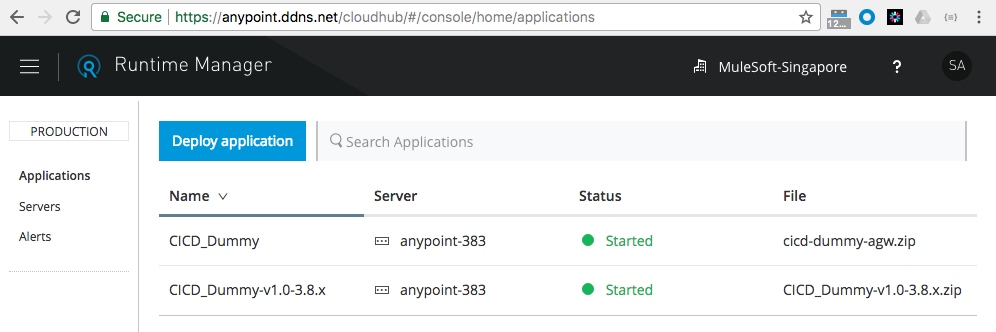 Secure https://anypoint.ddns.net/cloudhub/#/console/home/applications
12...
Runtime Manager MuleSoft-Singapore ? SA
PRODUCTION
Deploy application Search Applications
Applications
Servers
Alerts
Name Server Status File
CICD_Dummy anypoint-383 Started cicd-dummy-agw.zip
CICD_Dummy-v1.0-3.8.x anypoint-383 Started CICD_Dummy-v1.0-3.8.x.zip